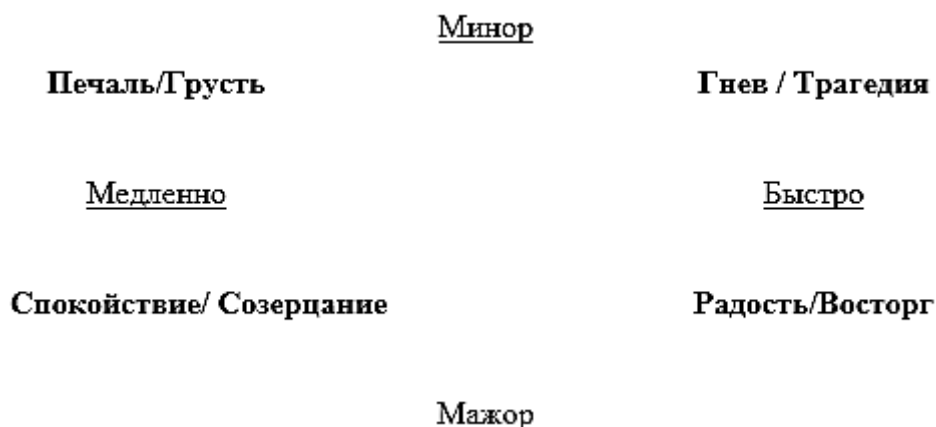 Минор
Печаль/Грусть
Гнев / Трагедия
Медленно
Быстро
Спокойствие/ Созерцание
Радость/Восторг
Мажор